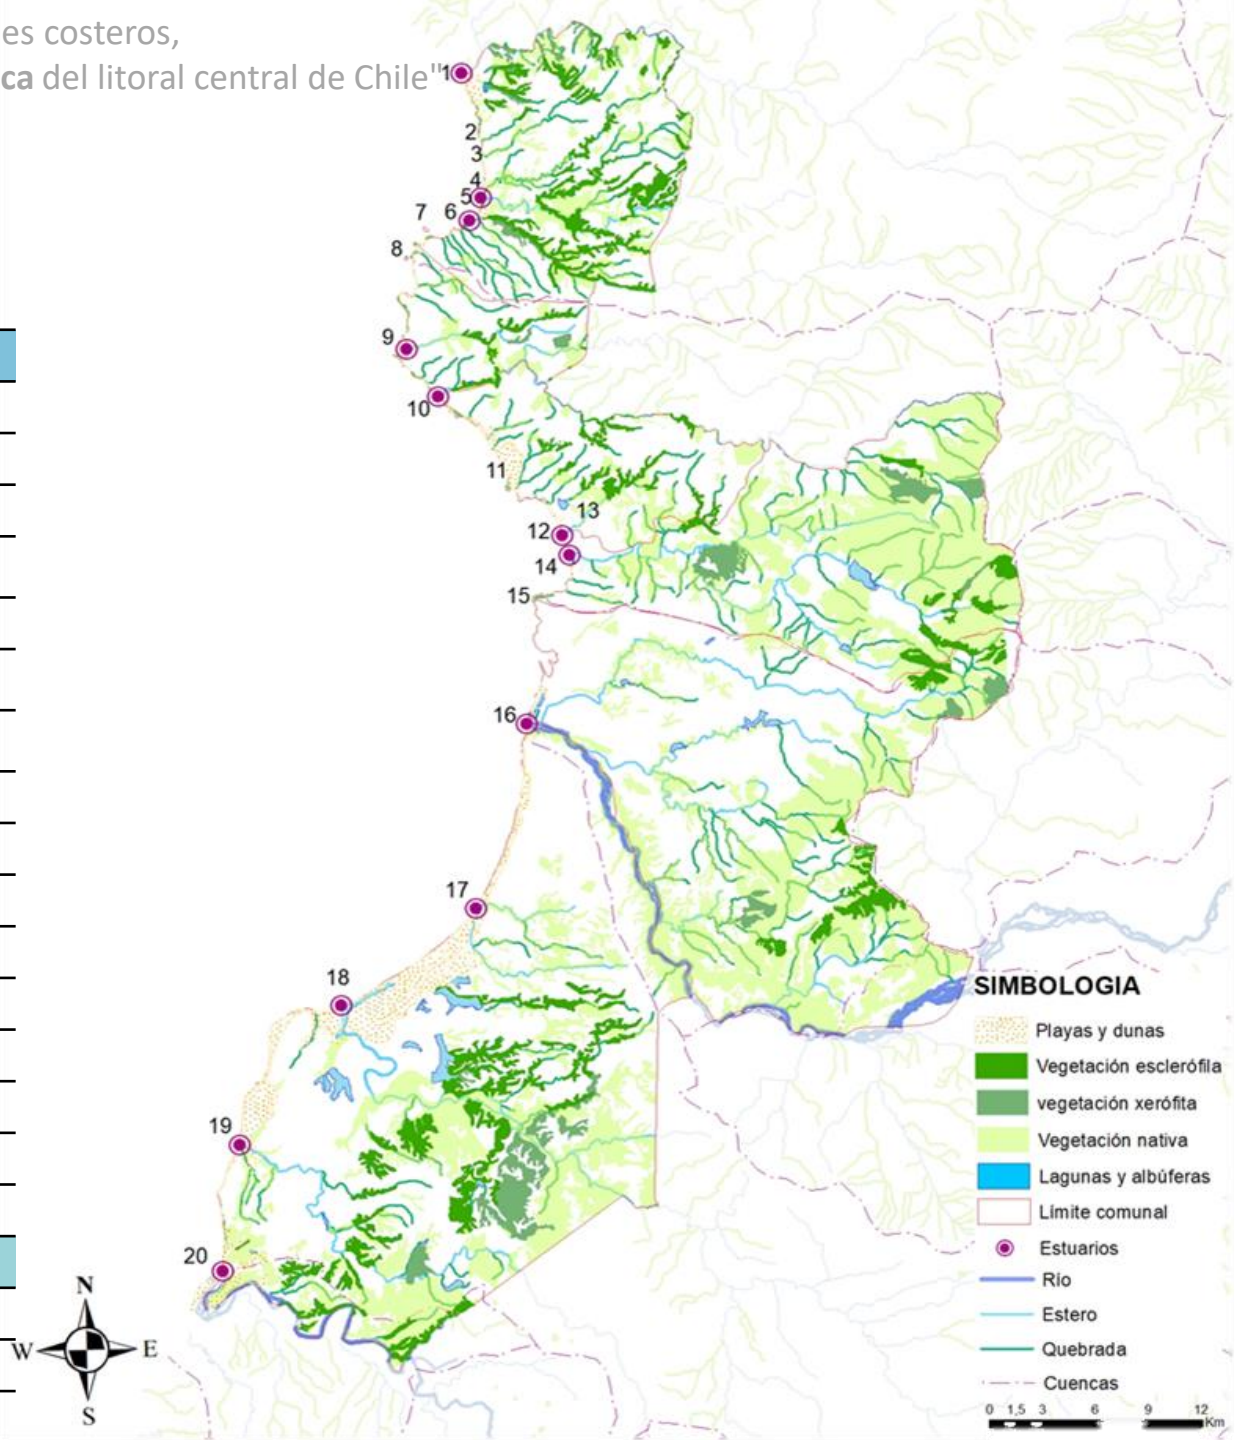 es costeros,
ca del litoral central de Chile"
1
2
3
4
5
6
7
8
9
10
11
12
13
14
15
16
17
18
19
20
SIMBOLOGIA
Playas y dunas
Vegetación esclerófila
vegetación xerófita
Vegetación nativa
Lagunas y albúferas
Límite comunal
Estuarios
Río
Estero
Quebrada
Cuencas
0 1,5 3 6 9 12
Km
N
W E
S